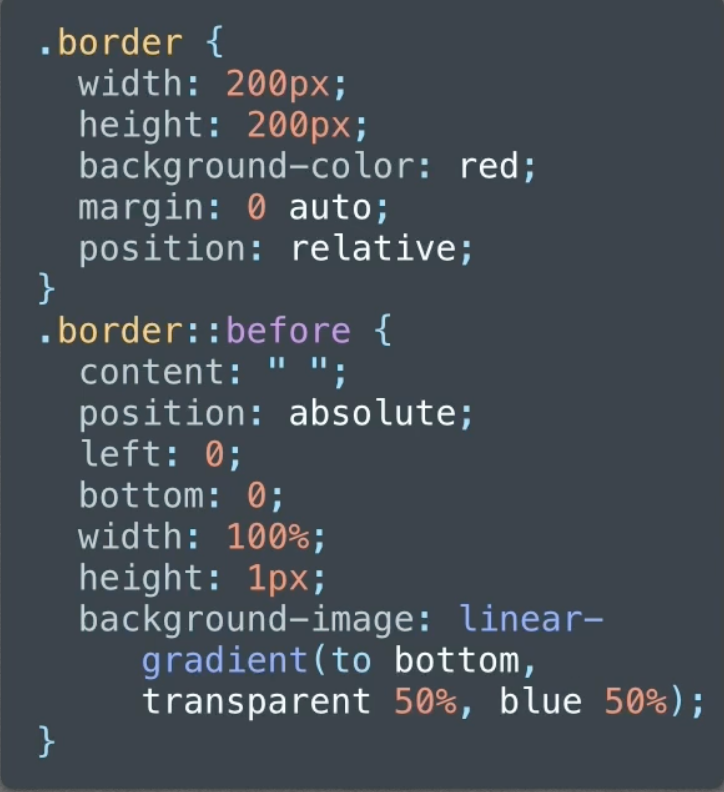 .border {
  width: 200px;
  height: 200px;
  background-color: red;
  margin: 0 auto;
  position: relative;
}
.border::before {
  content: " ";
  position: absolute;
  left: 0;
  bottom: 0;
  width: 100%;
  height: 1px;
  background-image: linear-
     gradient(to bottom,
     transparent 50%, blue 50%);
}